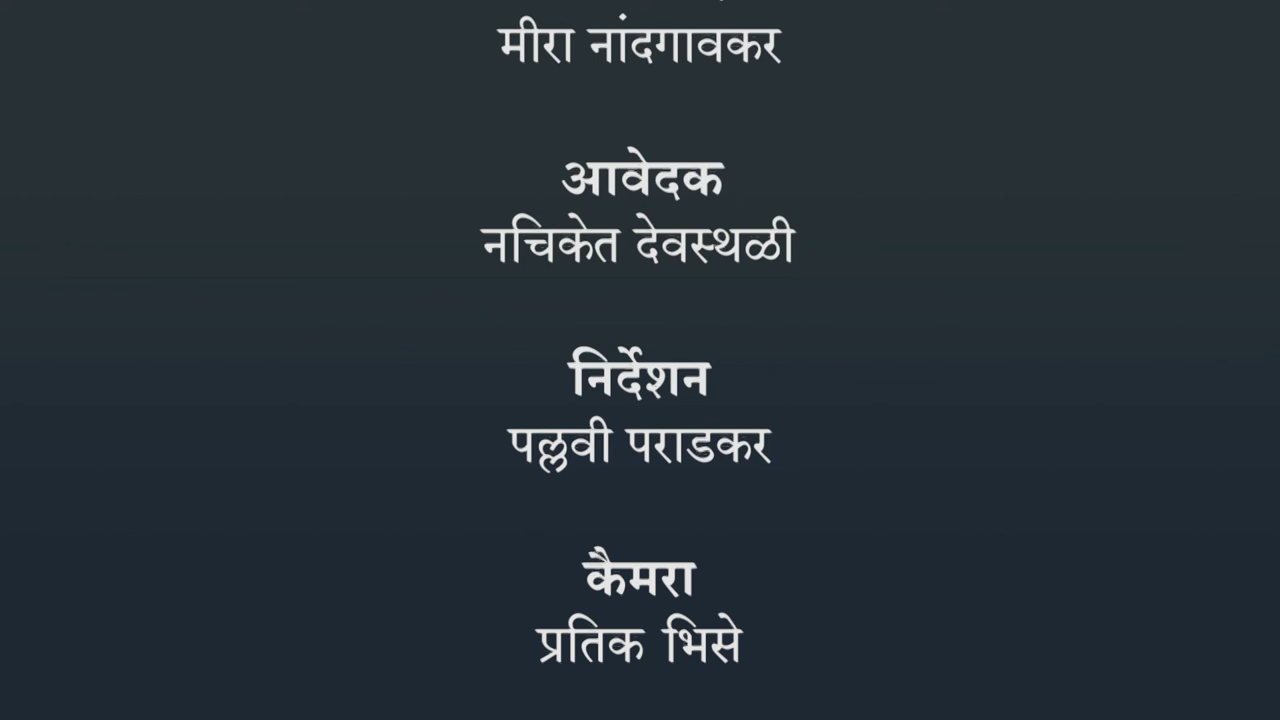 मीरा नांदगावकर
आवेदक
नचिकेत देवस्थळी
निर्देशन
पल्लवी पराडकर
कैमरा
प्रतिक भिसे